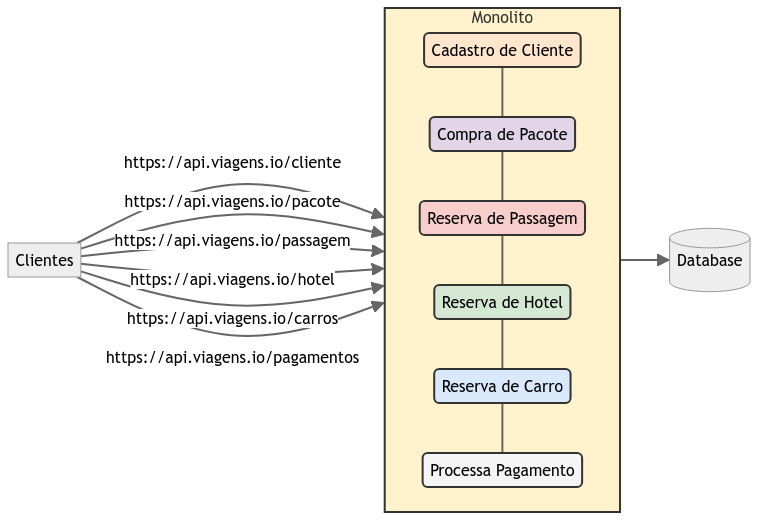 Monolito
Cadastro de Cliente
Compra de Pacote
https://api.viagens.io/cliente
https://api.viagens.io/pacote
Reserva de Passagem
https://api.viagens.io/passagem
Clientes
Database
https://api.viagens.io/hotel
Reserva de Hotel
https://api.viagens.io/carros
https://api.viagens.io/pagamentos
Reserva de Carro
Processa Pagamento